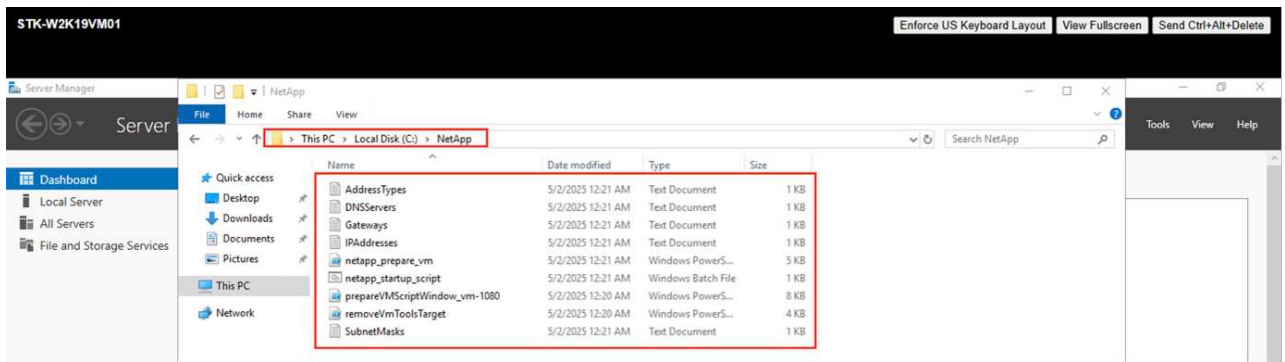 STK-W2K19VM01 Enforce US Keyboard Layout View Fullscreen Send Ctrl+Alt+Delete
Server Manager NetApp
File Home Share View
Server Tools View Help
This PC > Local Disk (C:) > NetApp Search NetApp
Name Date modified Type Size
Dashboard
Local Server
All Servers
File and Storage Services
Quick access
Desktop
Downloads
Documents
Pictures
This PC
Network
AddressTypes 5/2/2025 12:21 AM Text Document 1 KB
DNSServers 5/2/2025 12:21 AM Text Document 1 KB
Gateways 5/2/2025 12:21 AM Text Document 1 KB
IPAddresses 5/2/2025 12:21 AM Text Document 1 KB
netapp_prepare_vm 5/2/2025 12:21 AM Windows PowerS... 5 KB
netapp_startup_script 5/2/2025 12:21 AM Windows Batch File 1 KB
prepareVMScriptWindow_vm-1080 5/2/2025 12:20 AM Windows PowerS... 8 KB
removeVmToolsTarget 5/2/2025 12:20 AM Windows PowerS... 4 KB
SubnetMasks 5/2/2025 12:21 AM Text Document 1 KB